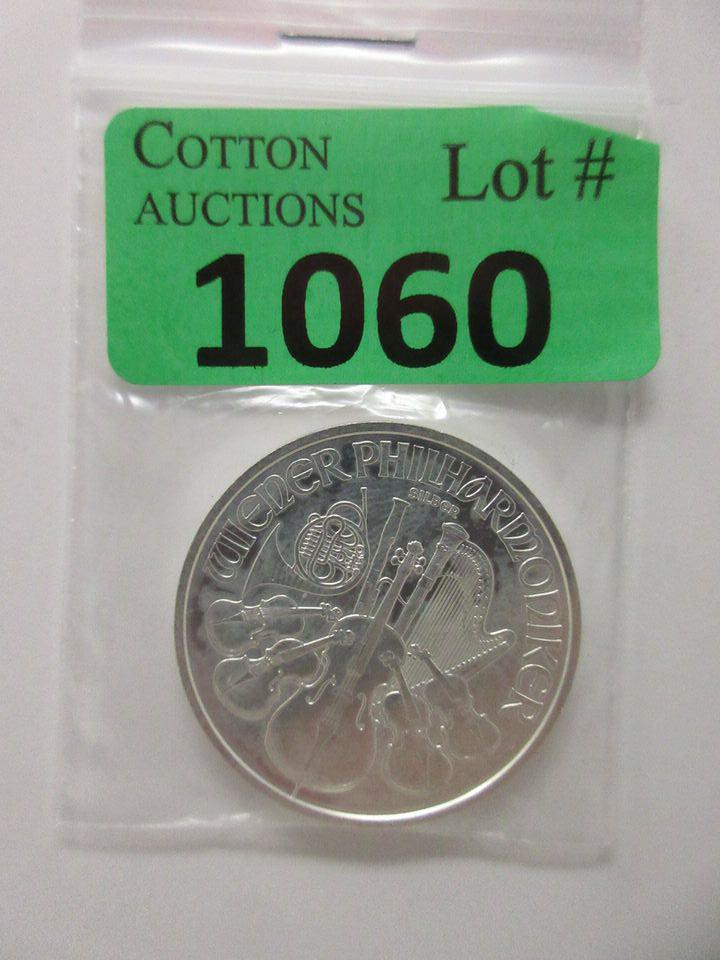 COTTON
AUCTIONS
Lot #
1060
WIENER PHILHARMONIKER
SILBER